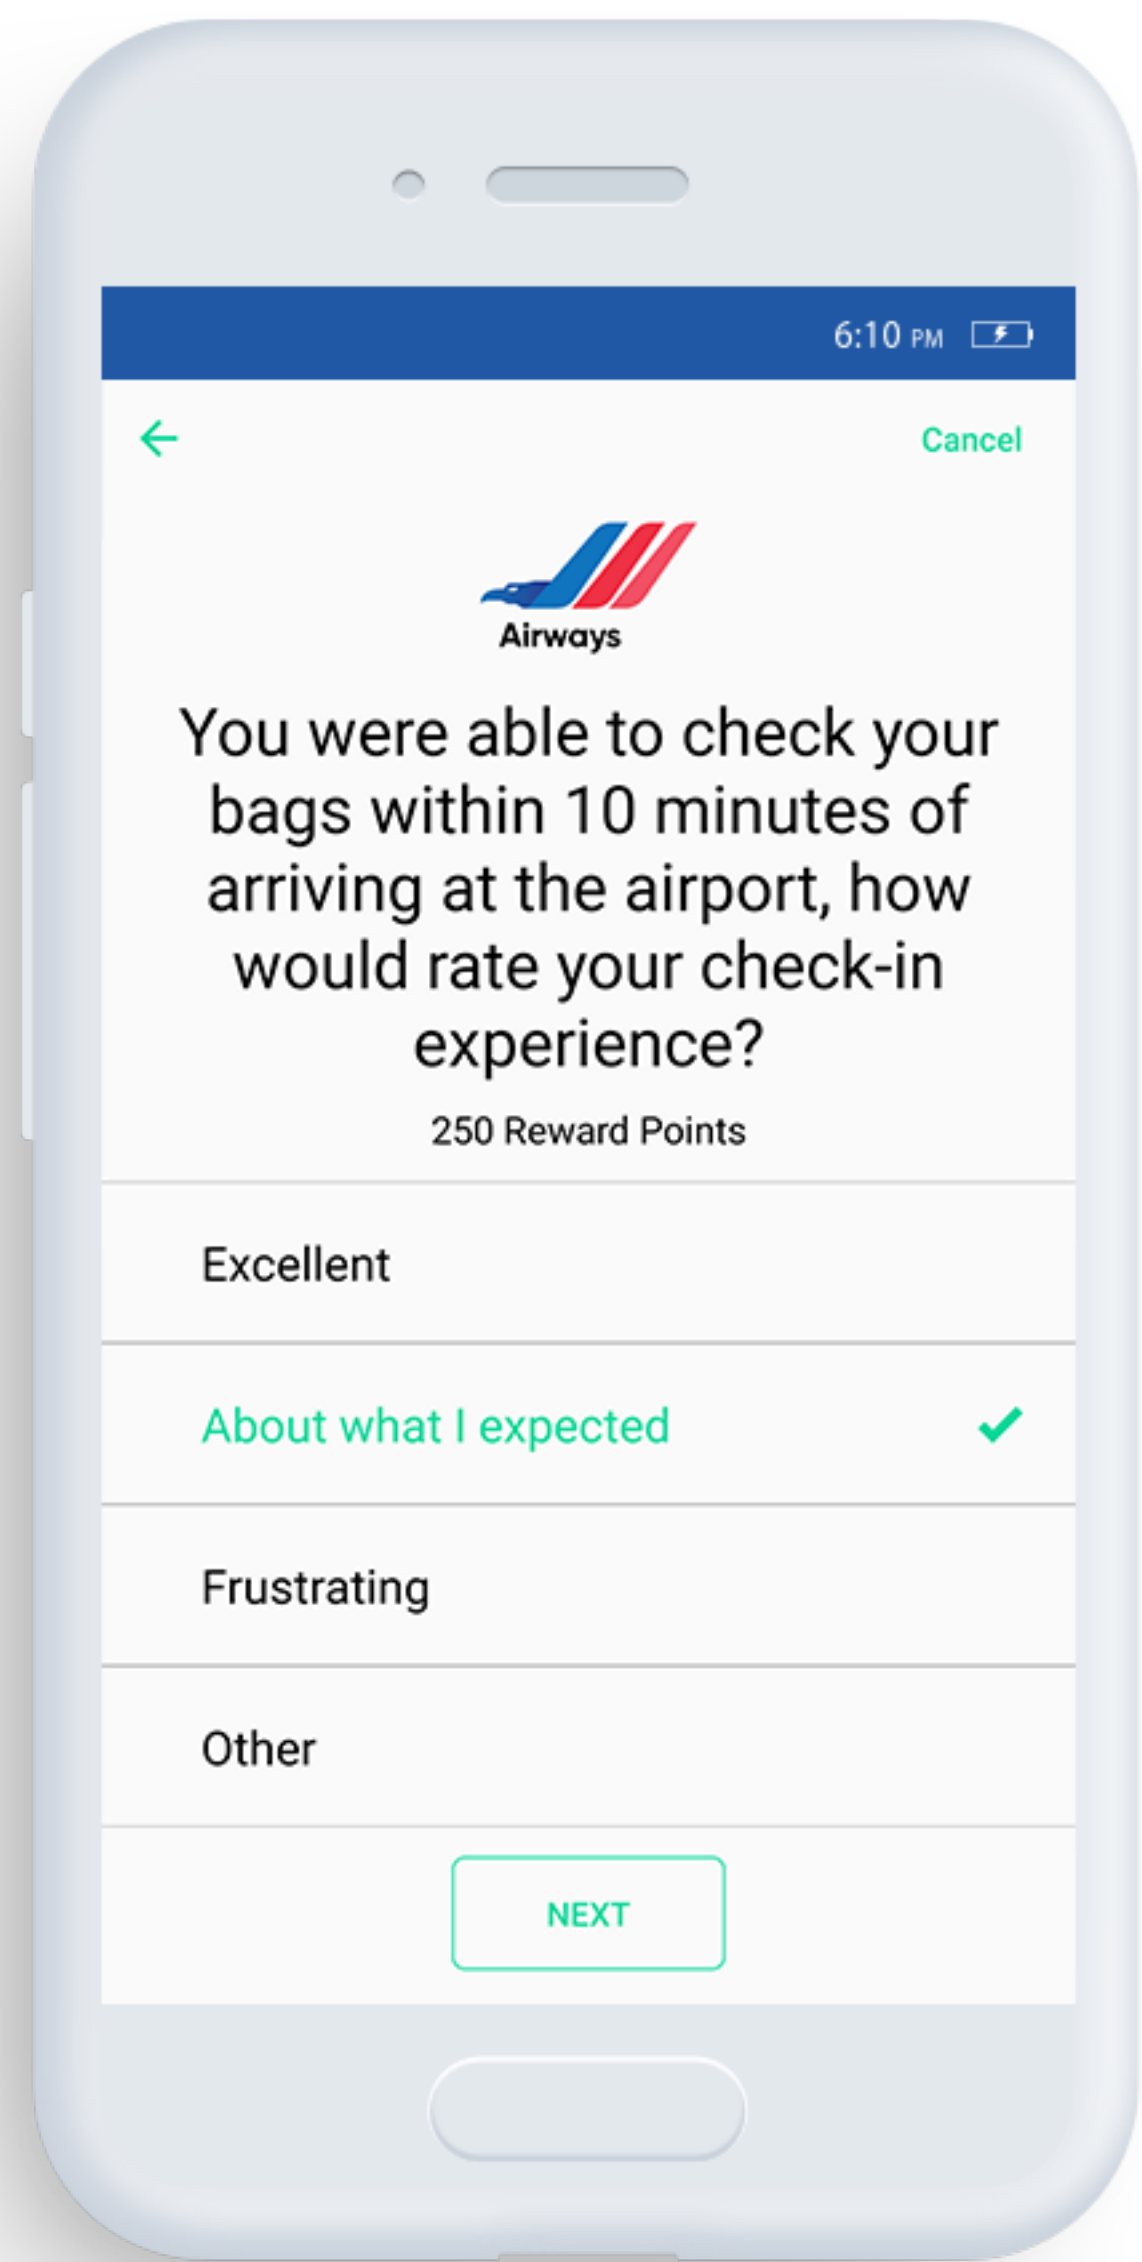 6:10 PM
Cancel
Airways
You were able to check your
bags within 10 minutes of
arriving at the airport, how
would rate your check-in
experience?
250 Reward Points
Excellent
About what I expected
Frustrating
Other
NEXT